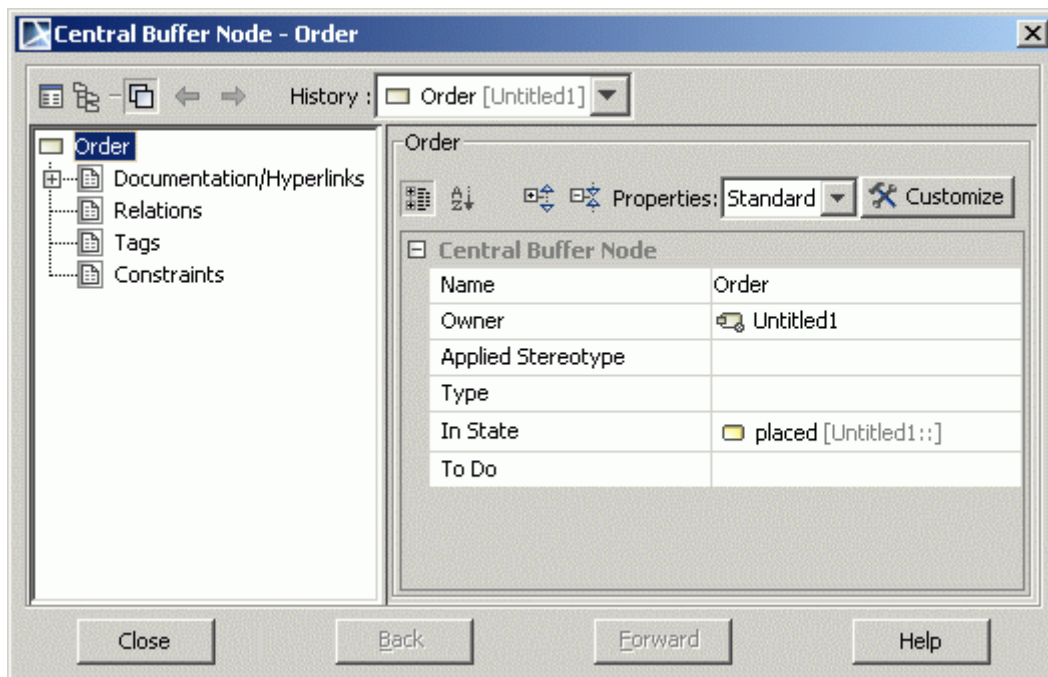 Central Buffer Node - Order
History : Order [Untitled1]
Order
Documentation/Hyperlinks
Relations
Tags
Constraints
Order
Properties: Standard Customize
Central Buffer Node
Name Order
Owner Untitled1
Applied Stereotype
Type
In State placed [Untitled1::]
To Do
Close Back Forward Help